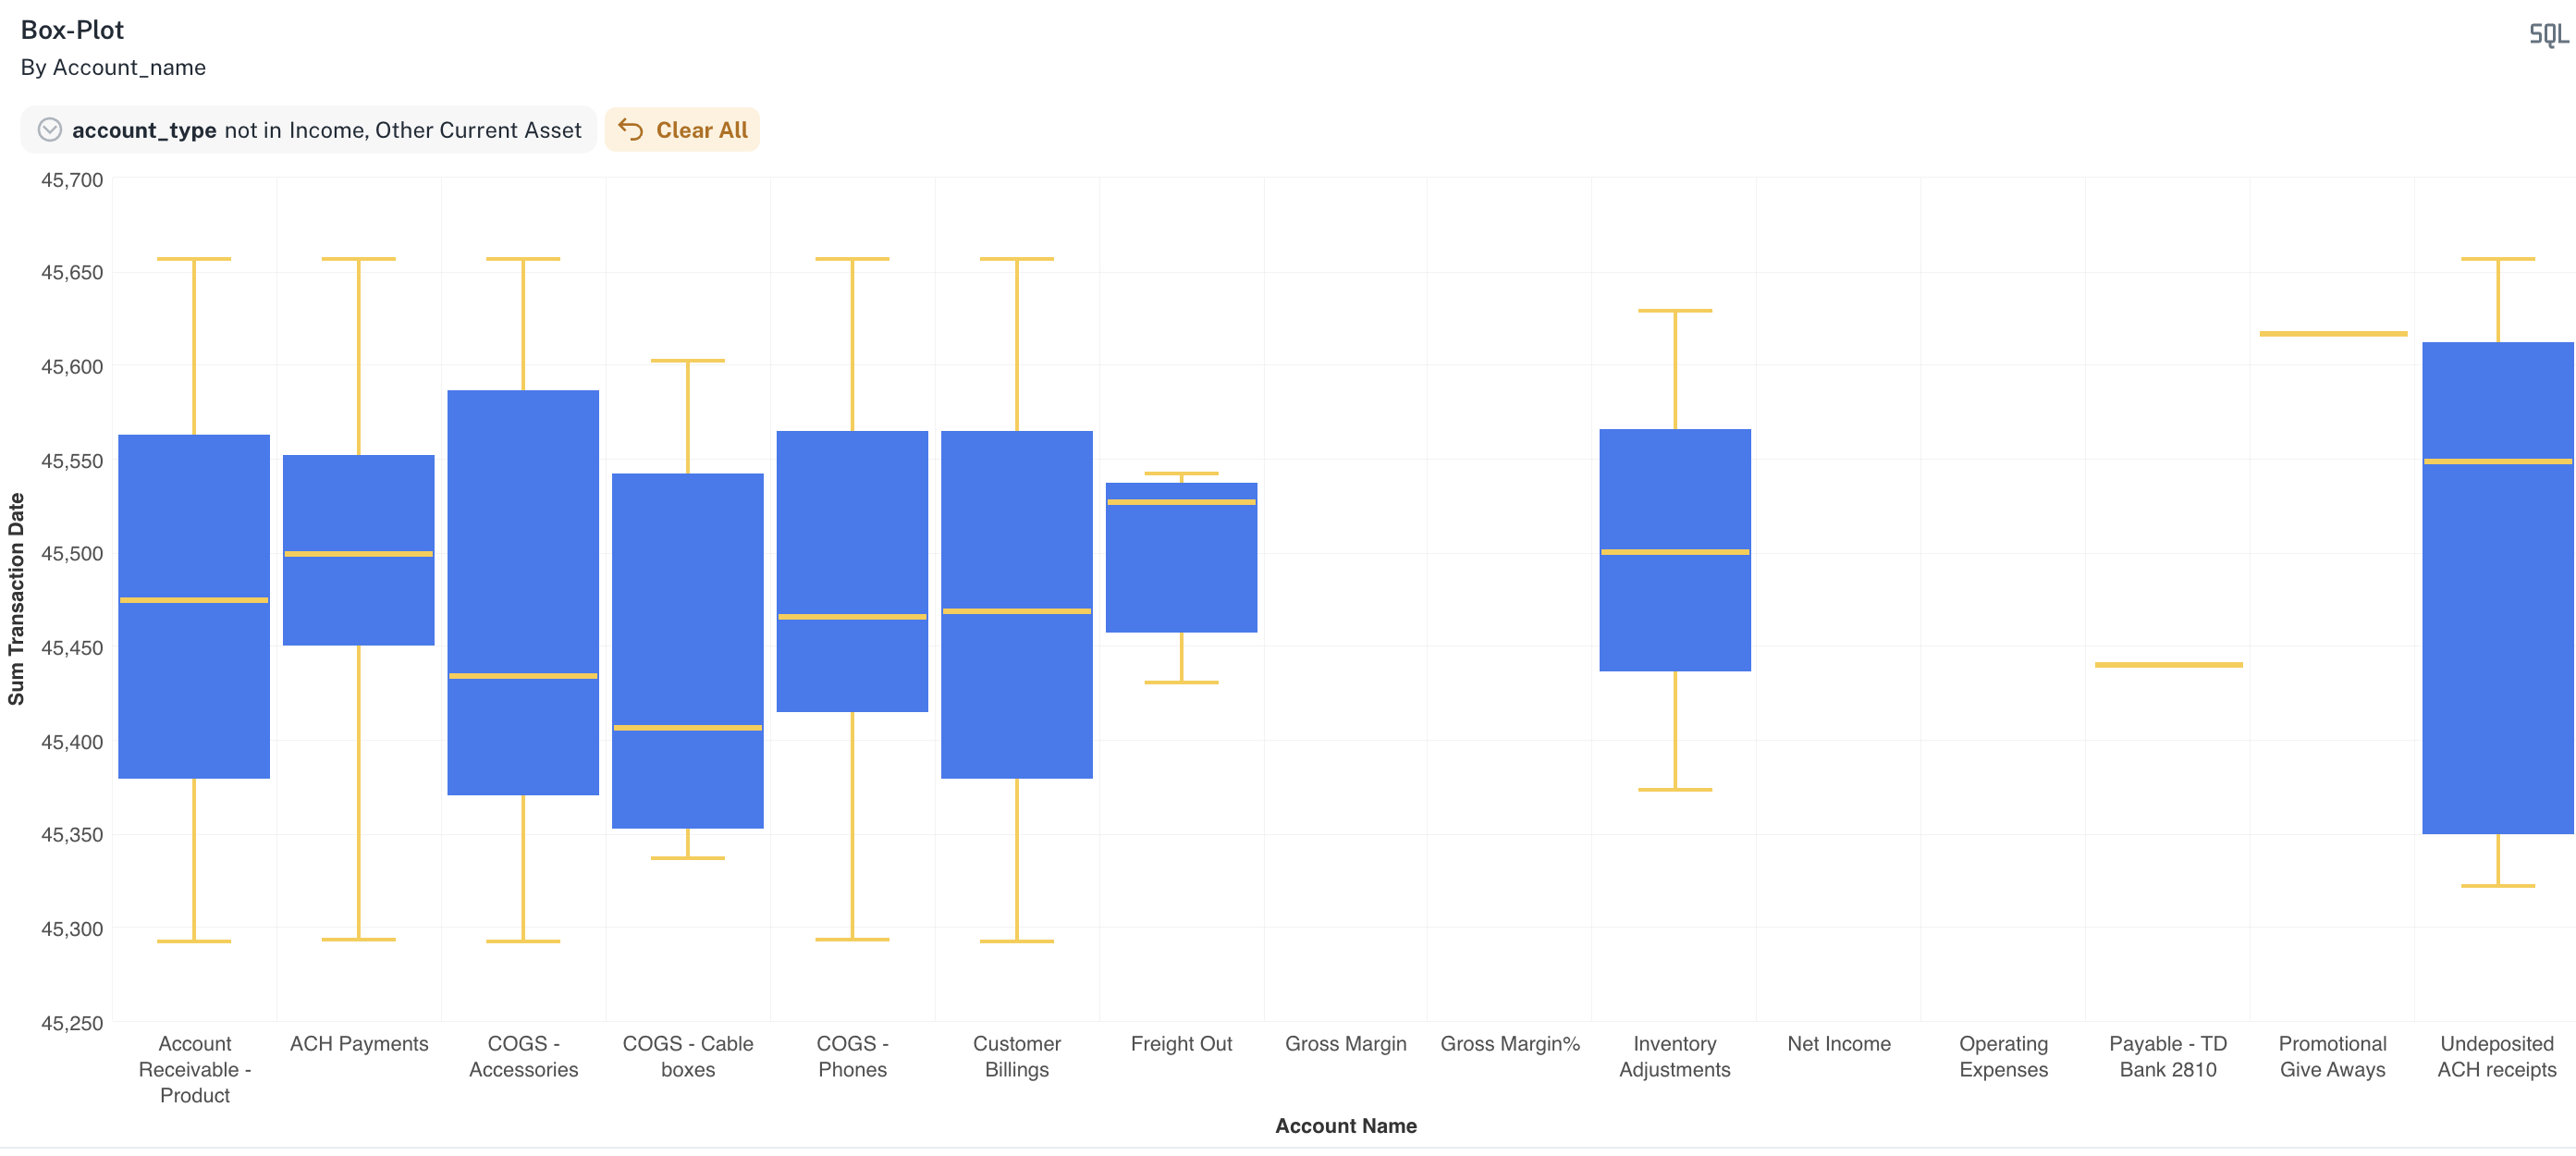 Box-Plot
SQL
By Account_name
account_type not in Income, Other Current Asset
Clear All
45,700
45,650
45,600
45,550
45,500
45,450
45,400
45,350
45,300
45,250
Sum Transaction Date
Account
Receivable -
Product
ACH Payments
COGS -
Accessories
COGS - Cable
boxes
COGS -
Phones
Customer
Billings
Freight Out
Gross Margin
Gross Margin%
Inventory
Adjustments
Net Income
Operating
Expenses
Payable - TD
Bank 2810
Promotional
Give Aways
Undeposited
ACH receipts
Account Name